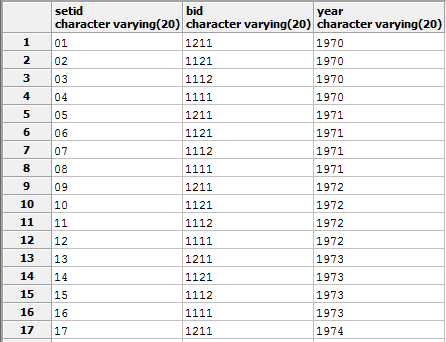 setid bid year
character varying(20) character varying(20) character varying(20)
1 01 1211 1970
2 02 1121 1970
3 03 1112 1970
4 04 1111 1970
5 05 1211 1971
6 06 1121 1971
7 07 1112 1971
8 08 1111 1971
9 09 1211 1972
10 10 1121 1972
11 11 1112 1972
12 12 1111 1972
13 13 1211 1973
14 14 1121 1973
15 15 1112 1973
16 16 1111 1973
17 17 1211 1974